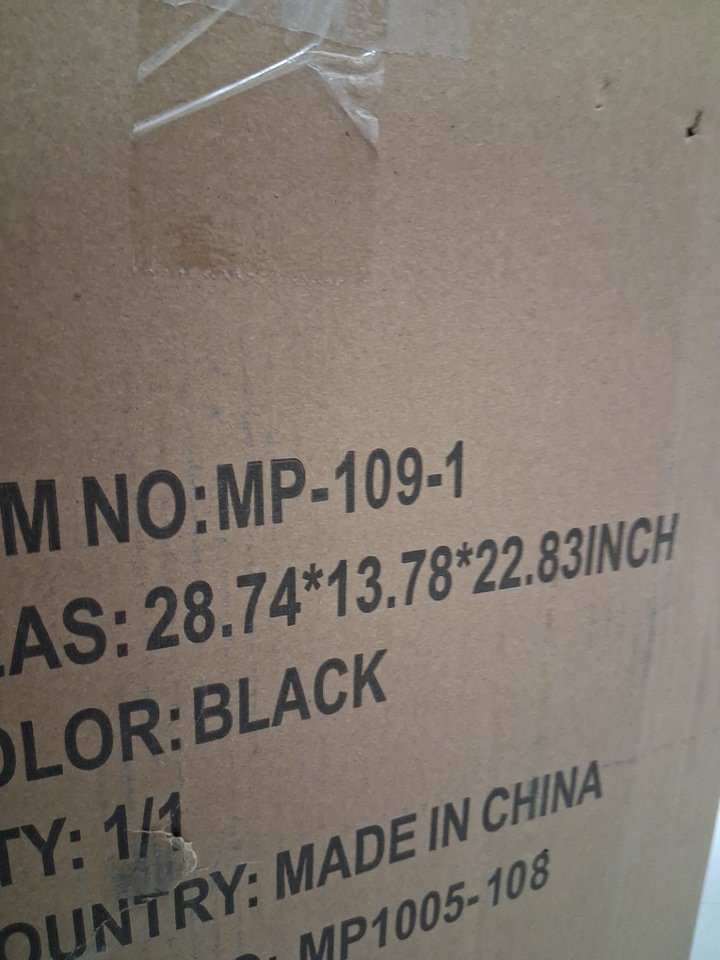 M NO:MP-109-1
AS: 28.74*13.78*22.83INCH
OLOR:BLACK
TY: 1/1
OUNTRY: MADE IN CHINA
: MP1005-108